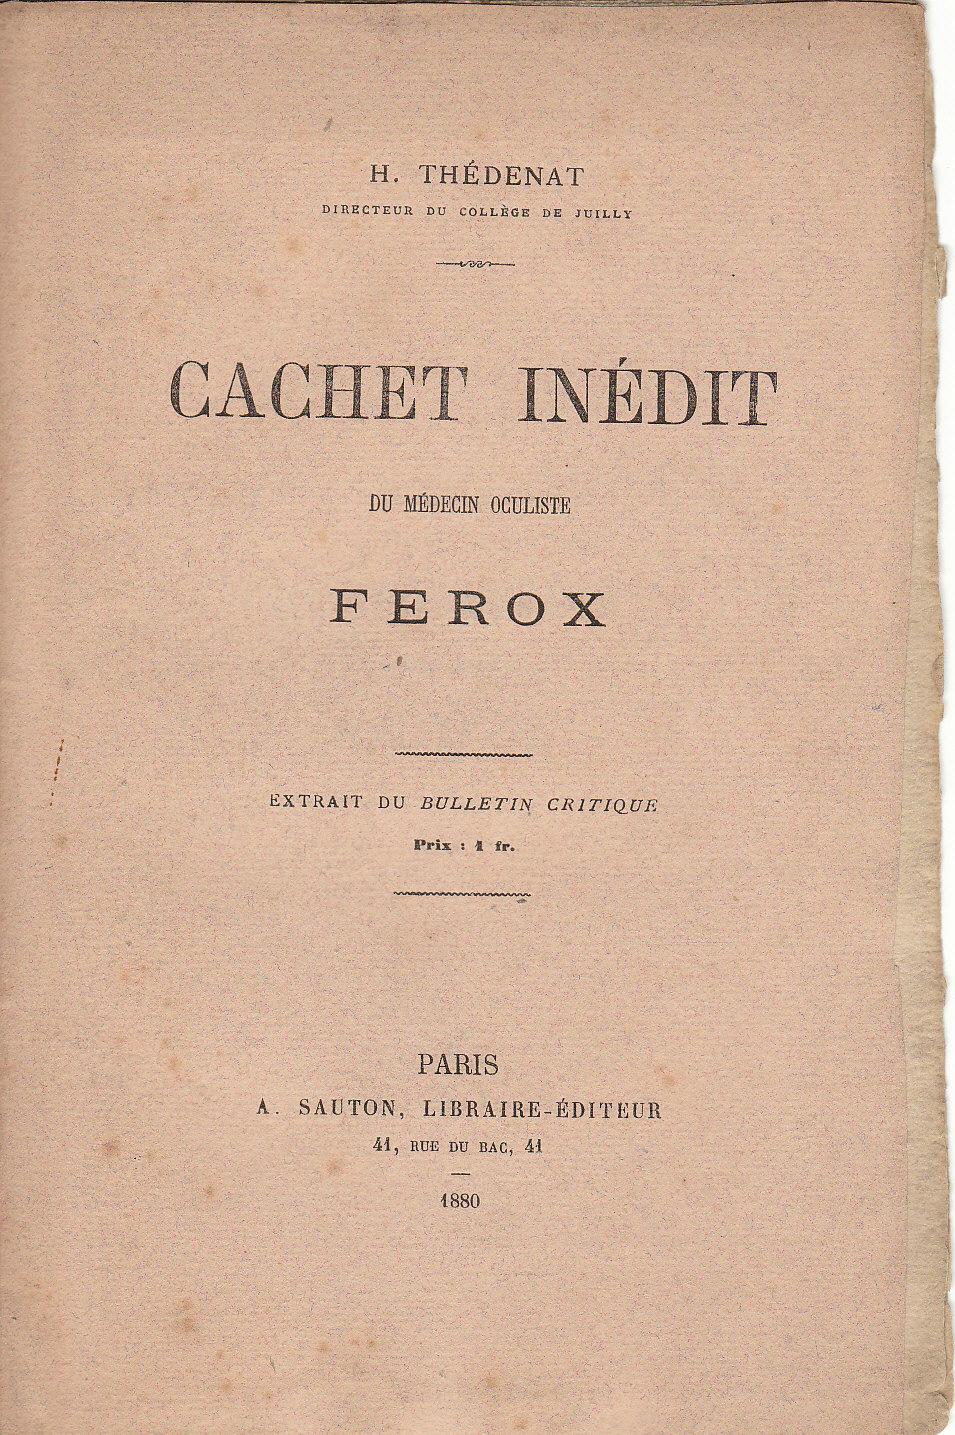 H. THÉDENAT
DIRECTEUR DU COLLÈGE DE JUILLY
CACHET INÉDIT
DU MÉDECIN OCULISTE
FEROX
EXTRAIT DU BULLETIN CRITIQUE
Prix : 1 fr.
PARIS
A. SAUTON, LIBRAIRE-ÉDITEUR
41, RUE DU BAC, 41
1880